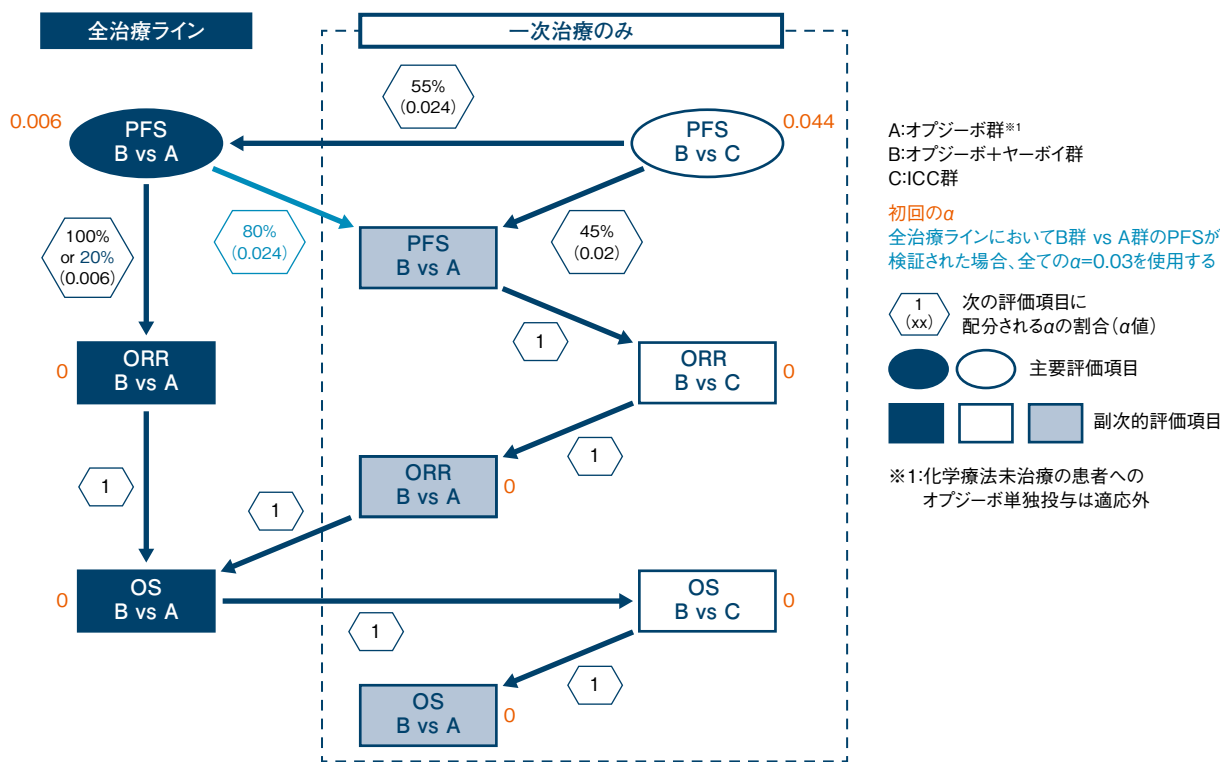 全治療ライン
一次治療のみ
55%
(0.024)
0.006
PFS
B vs A
PFS
B vs C
0.044
100%
or 20%
(0.006)
80%
(0.024)
PFS
B vs A
45%
(0.02)
1
0
ORR
B vs A
ORR
B vs C
0
1
1
ORR
B vs A
0
1
0
OS
B vs A
OS
B vs C
0
1
1
OS
B vs A
0
A:オプジーボ群※1
B:オプジーボ+ヤーボイ群
C:ICC群
初回のα
全治療ラインにおいてB群 vs A群のPFSが
検証された場合、全てのα=0.03を使用する
1
(xx)
次の評価項目に
配分されるαの割合(α値)
主要評価項目
副次的評価項目
※1:化学療法未治療の患者への
オプジーボ単独投与は適応外